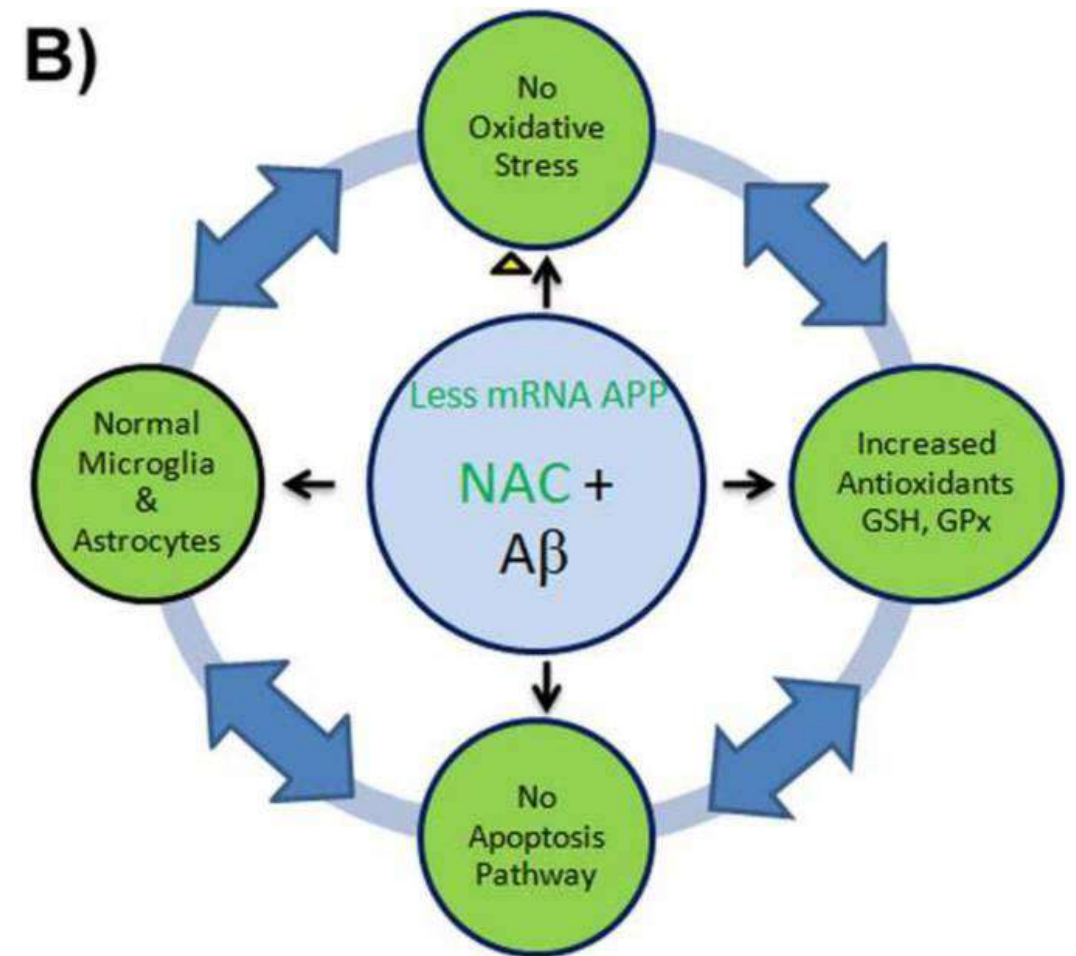 B)
No
Oxidative
Stress
Less mRNA APP
NAC +
Aβ
Normal
Microglia
&
Astrocytes
Increased
Antioxidants
GSH, GPx
No
Apoptosis
Pathway